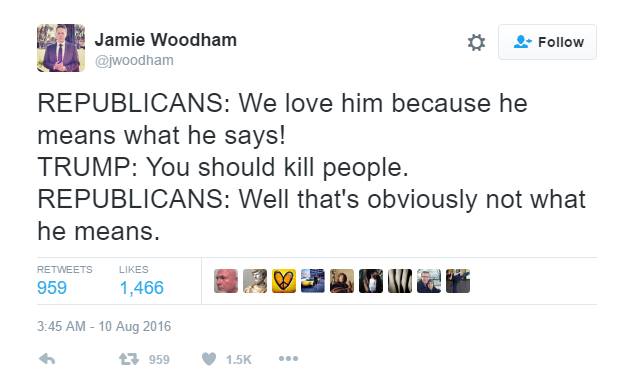 Jamie Woodham
@jwoodham
Follow
REPUBLICANS: We love him because he
means what he says!
TRUMP: You should kill people.
REPUBLICANS: Well that's obviously not what
he means.
RETWEETS LIKES
959 1,466
3:45 AM - 10 Aug 2016
959 1.5K